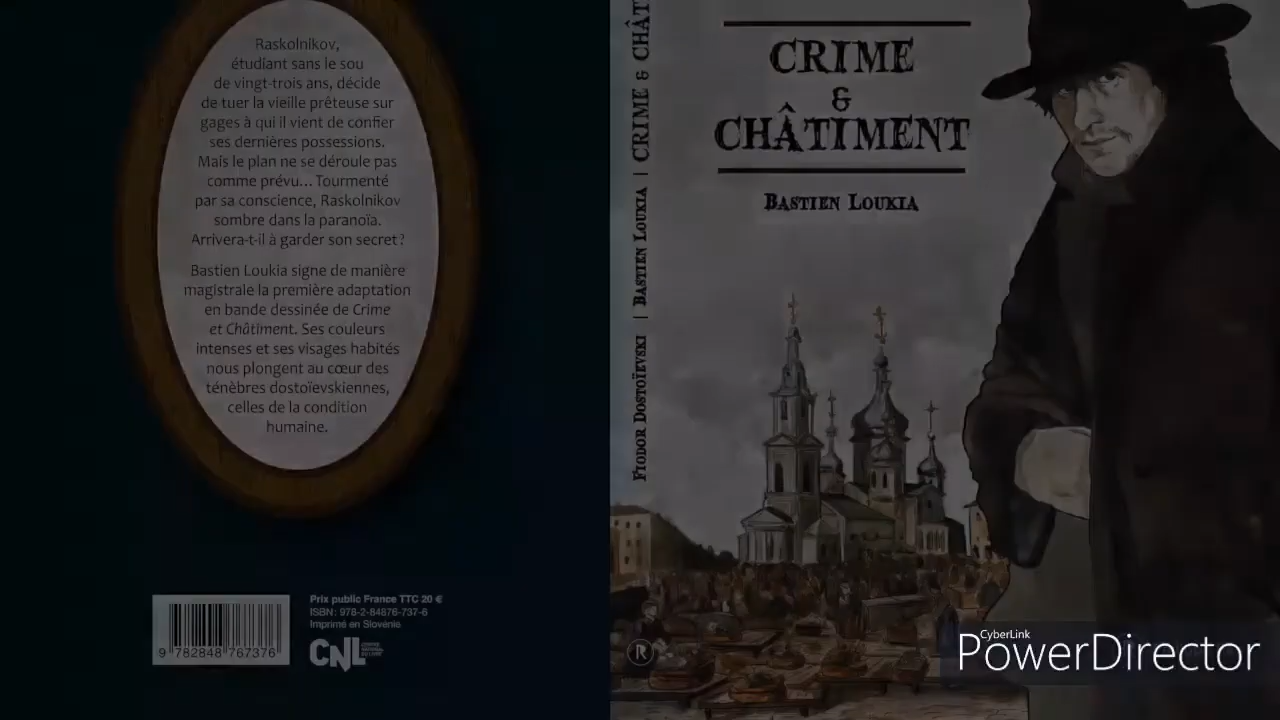 Raskolnikov,
étudiant sans le sou
de vingt-trois ans, décide
de tuer la vieille prêteuse sur
gages à qui il vient de confier
ses dernières possessions.
Mais le plan ne se déroule pas
comme prévu... Tourmenté
par sa conscience, Raskolnikov
sombre dans la paranoïa.
Arrivera-t-il à garder son secret ?
Bastien Loukia signe de manière
magistrale la première adaptation
en bande dessinée de Crime
et Châtiment. Ses couleurs
intenses et ses visages habités
nous plongent au cœur des
ténèbres dostoïevskiennes,
celles de la condition
humaine.
Prix public France TTC 20 €
ISBN: 978-2-84876-737-6
Imprimé en Slovénie
9 782848 767376
CNL
FIODOR DOSTOÏEVSKI | BASTIEN LOUKIA | CRIME & CHÂT
R
CRIME
&
CHÂTIMENT
BASTIEN LOUKIA
CyberLink
PowerDirector